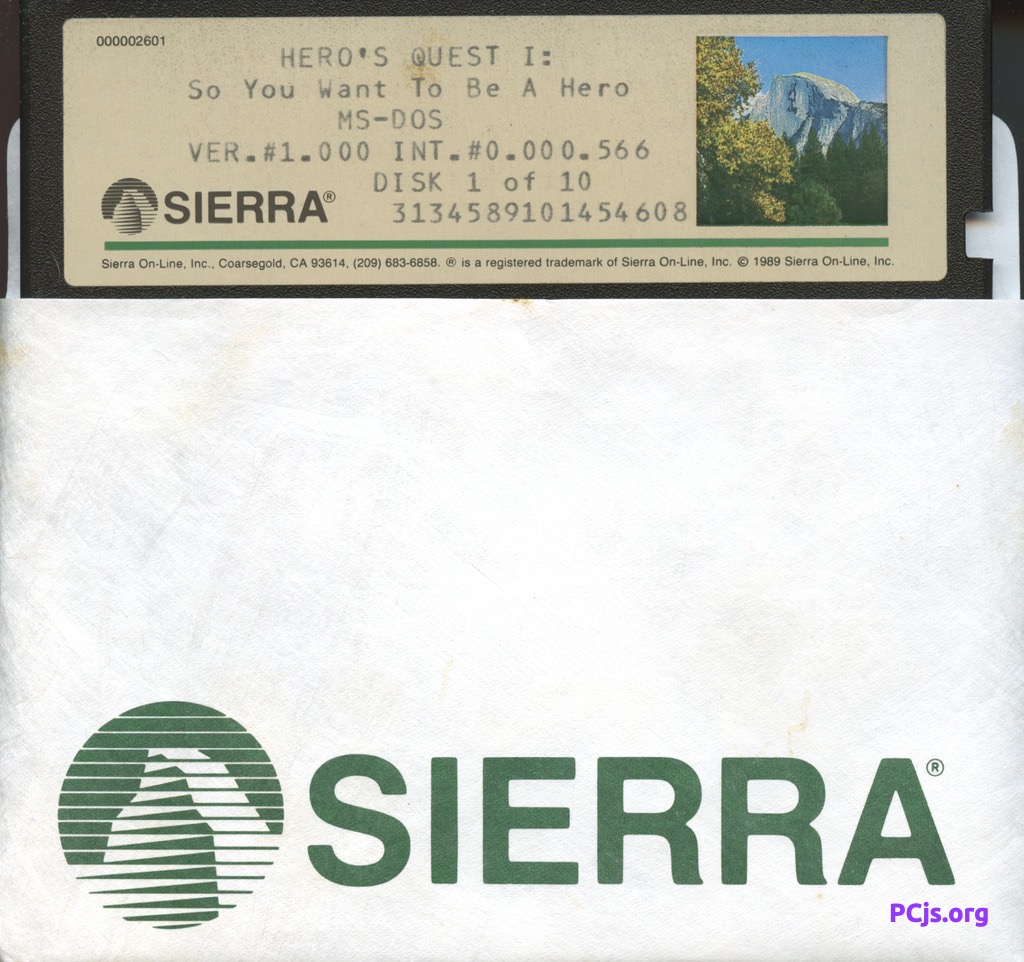 000002601
HERO'S QUEST I:
So You Want To Be A Hero
MS-DOS
VER.#1.000 INT.#0.000.566
DISK 1 of 10
SIERRA®
3134589101454608
Sierra On-Line, Inc., Coarsegold, CA 93614, (209) 683-6858. ® is a registered trademark of Sierra On-Line, Inc. © 1989 Sierra On-Line, Inc.
SIERRA®
PCjs.org